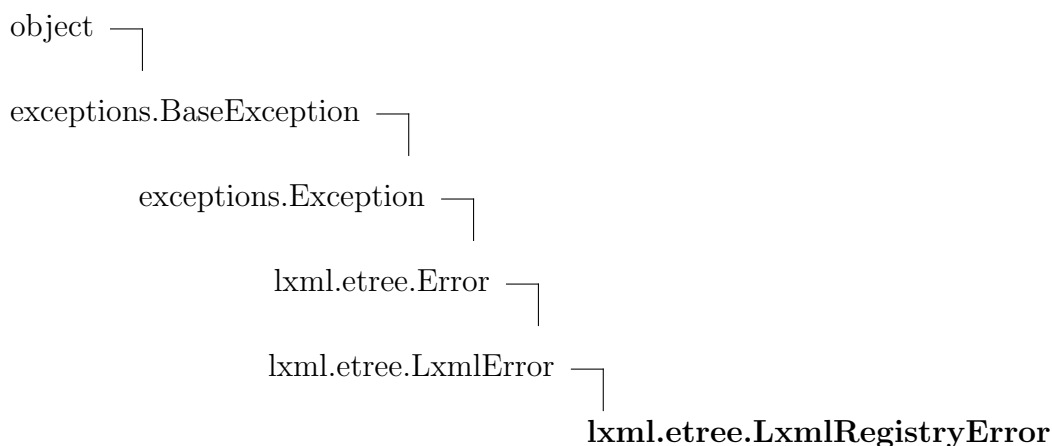 object
exceptions.BaseException
exceptions.Exception
lxml.etree.Error
lxml.etree.LxmlError
lxml.etree.LxmlRegistryError